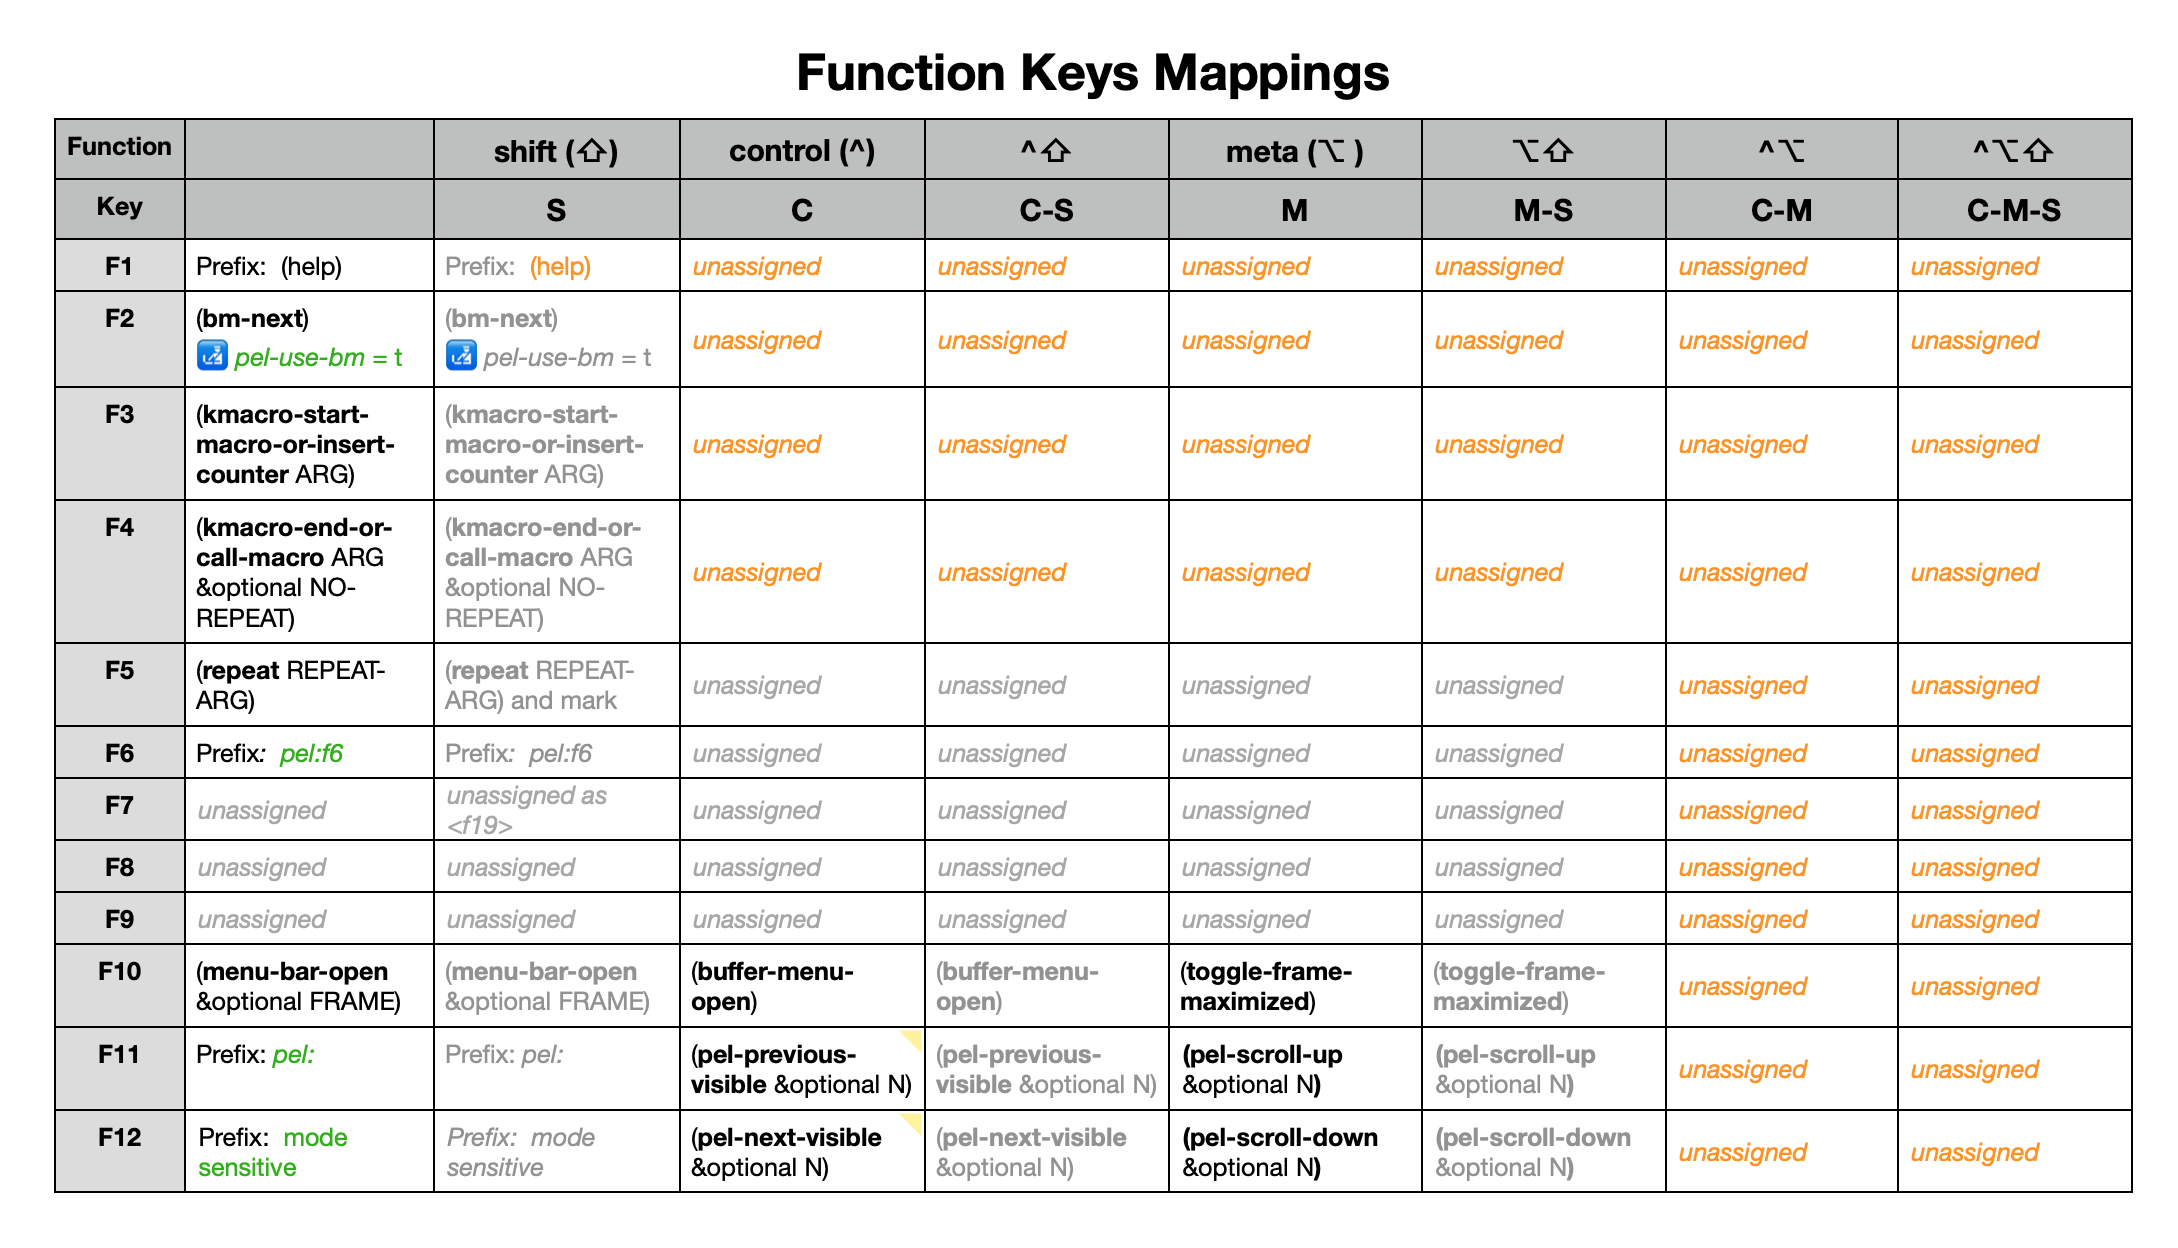 Function Keys Mappings
Function shift (⇧) control (^) ^⇧ meta (⌥ ) ⌥⇧ ^⌥ ^⌥⇧
Key S C C-S M M-S C-M C-M-S
F1 Prefix: (help) Prefix: (help) unassigned unassigned unassigned unassigned unassigned unassigned
F2 (bm-next) (bm-next) unassigned unassigned unassigned unassigned unassigned unassigned
🛃 pel-use-bm = t 🛃 pel-use-bm = t
F3 (kmacro-start- (kmacro-start-
macro-or-insert- macro-or-insert- unassigned unassigned unassigned unassigned unassigned unassigned
counter ARG) counter ARG)
F4 (kmacro-end-or- (kmacro-end-or-
call-macro ARG call-macro ARG unassigned unassigned unassigned unassigned unassigned unassigned
&optional NO- &optional NO-
REPEAT) REPEAT)
F5 (repeat REPEAT- (repeat REPEAT- unassigned unassigned unassigned unassigned unassigned unassigned
ARG) ARG) and mark
F6 Prefix: pel:f6 Prefix: pel:f6 unassigned unassigned unassigned unassigned unassigned unassigned
F7 unassigned unassigned as unassigned unassigned unassigned unassigned unassigned unassigned
<f19>
F8 unassigned unassigned unassigned unassigned unassigned unassigned unassigned unassigned
F9 unassigned unassigned unassigned unassigned unassigned unassigned unassigned unassigned
F10 (menu-bar-open (menu-bar-open (buffer-menu- (buffer-menu- (toggle-frame- (toggle-frame- unassigned unassigned
&optional FRAME) &optional FRAME) open) open) maximized) maximized)
F11 Prefix: pel: Prefix: pel: (pel-previous- (pel-previous- (pel-scroll-up (pel-scroll-up unassigned unassigned
visible &optional N) visible &optional N) &optional N) &optional N)
F12 Prefix: mode Prefix: mode (pel-next-visible (pel-next-visible (pel-scroll-down (pel-scroll-down unassigned unassigned
sensitive sensitive &optional N) &optional N) &optional N) &optional N)